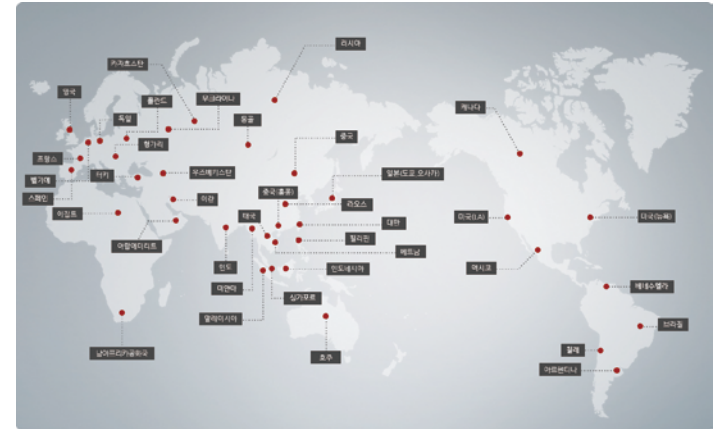 러시아
카자흐스탄
영국
폴란드
우크라이나
캐나다
독일
몽골
중국
헝가리
프랑스
터키
우즈베키스탄
일본(도쿄,오사카)
벨기에
중국(홍콩)
스페인
이란
라오스
이집트
태국
대만
미국(LA)
미국(뉴욕)
필리핀
아랍에미리트
베트남
인도
인도네시아
멕시코
미얀마
베네수엘라
싱가포르
말레이시아
브라질
남아프리카공화국
호주
칠레
아르헨티나